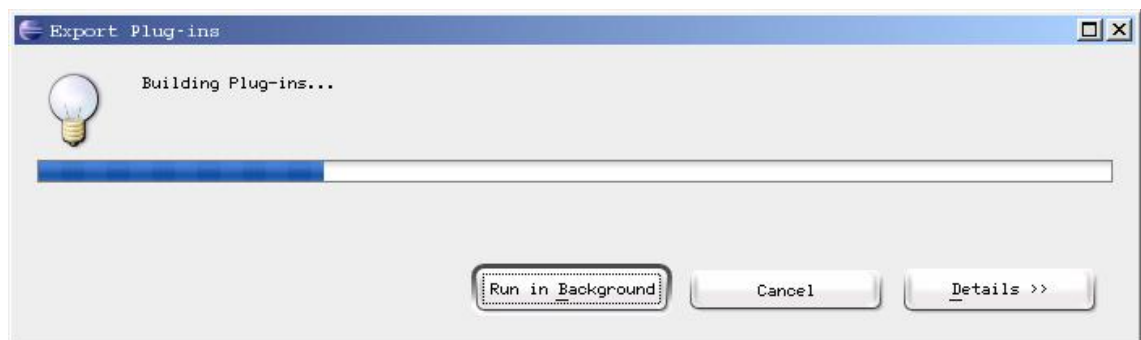 Export Plug-ins
Building Plug-ins...
Run in Background Cancel Details >>